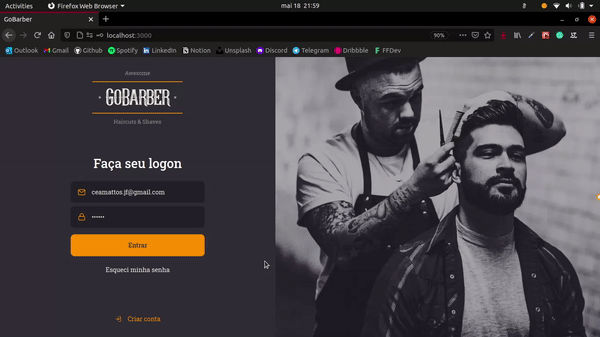 Activities
Firefox Web Browser
mai 18 21:59
GoBarber
localhost:3000
90%
Outlook
Gmail
Github
Spotify
LinkedIn
Notion
Unsplash
Discord
Telegram
Dribbble
FFDev
Awesome
GOBARBER
Haircuts & Shaves
Faça seu logon
ceamattos.jf@gmail.com
••••••
Entrar
Esqueci minha senha
Criar conta